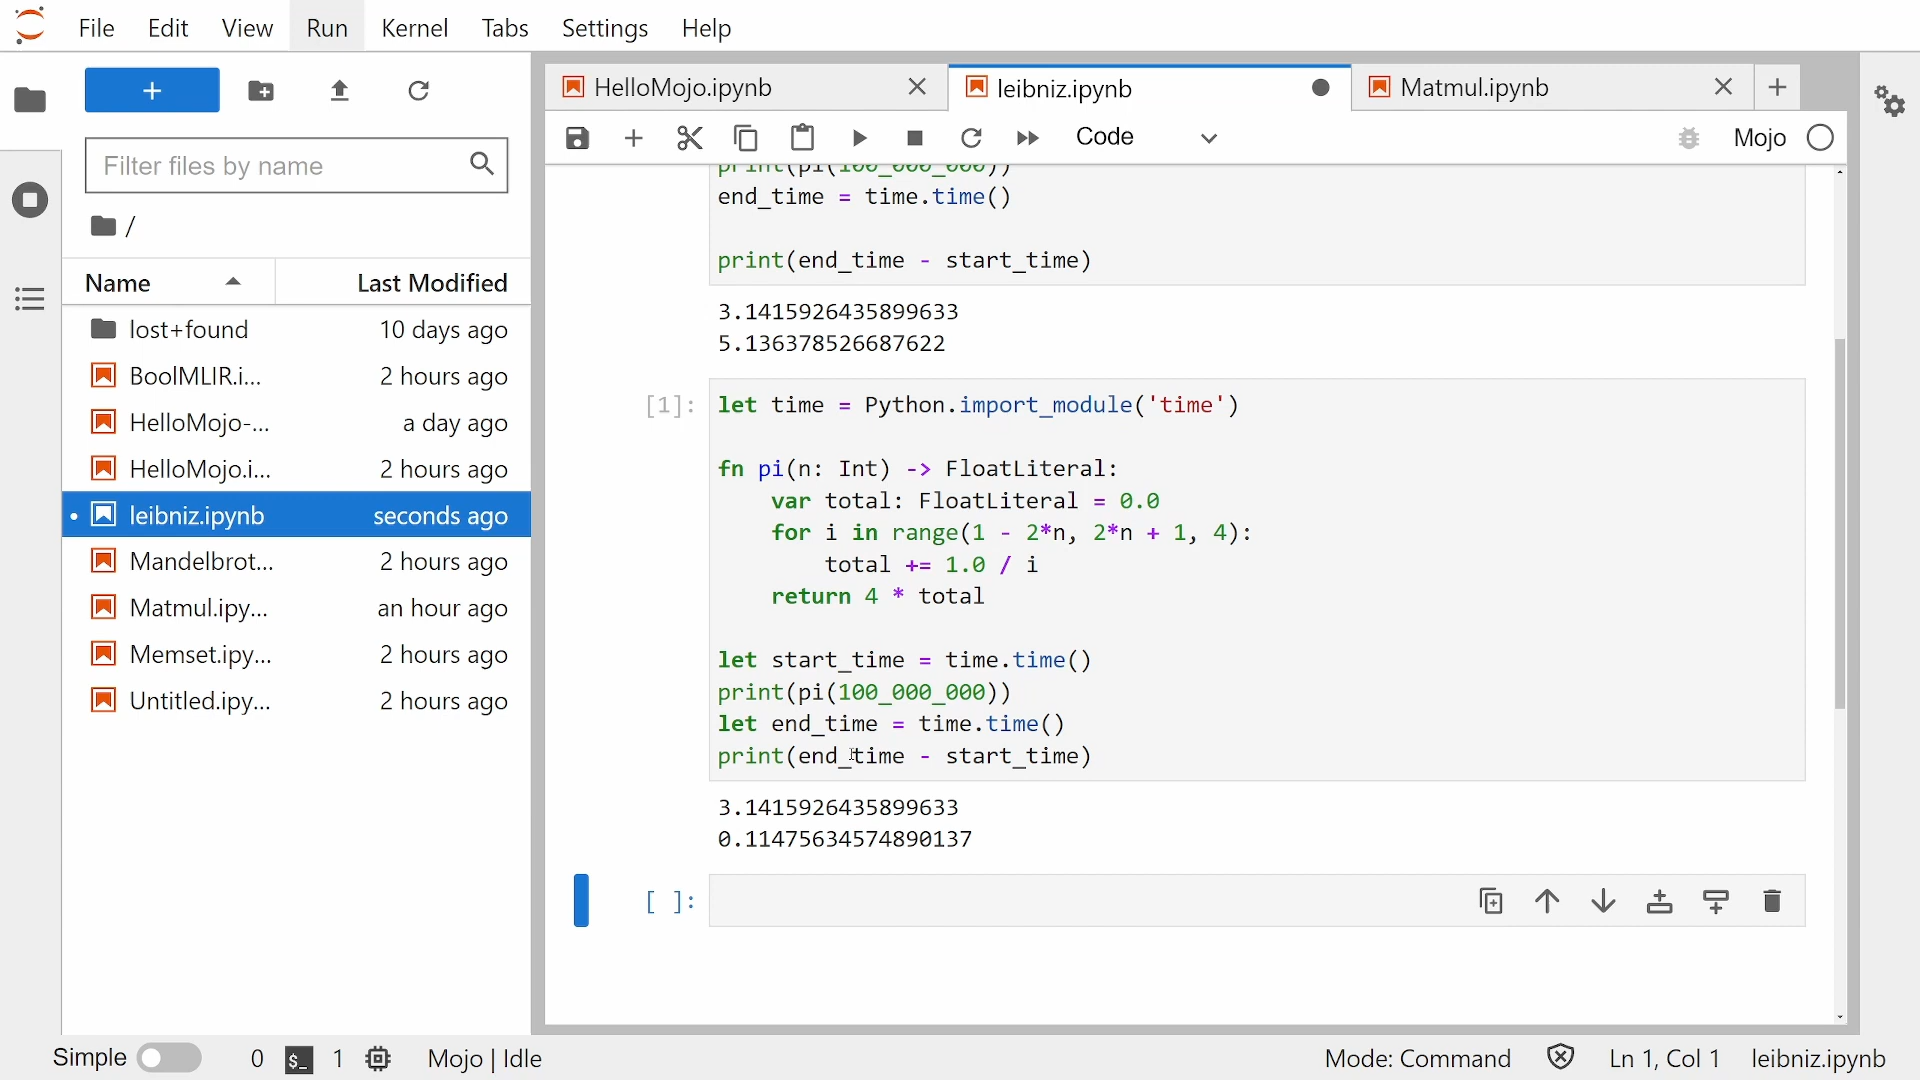 File Edit View Run Kernel Tabs Settings Help
HelloMojo.ipynb
leibniz.ipynb
Matmul.ipynb
Code
Mojo
Filter files by name
/
Name Last Modified
lost+found 10 days ago
BoolMLIR.i... 2 hours ago
HelloMojo-... a day ago
HelloMojo.i... 2 hours ago
leibniz.ipynb seconds ago
Mandelbrot... 2 hours ago
Matmul.ipy... an hour ago
Memset.ipy... 2 hours ago
Untitled.ipy... 2 hours ago
print(pi(100_000_000))
end_time = time.time()
print(end_time - start_time)
3.1415926435899633
5.136378526687622
[1]:
let time = Python.import_module('time')
fn pi(n: Int) -> FloatLiteral:
    var total: FloatLiteral = 0.0
    for i in range(1 - 2*n, 2*n + 1, 4):
        total += 1.0 / i
    return 4 * total
let start_time = time.time()
print(pi(100_000_000))
let end_time = time.time()
print(end_time - start_time)
3.1415926435899633
0.11475634574890137
[ ]:
Simple 0 $_ 1 Mojo | Idle Mode: Command Ln 1, Col 1 leibniz.ipynb